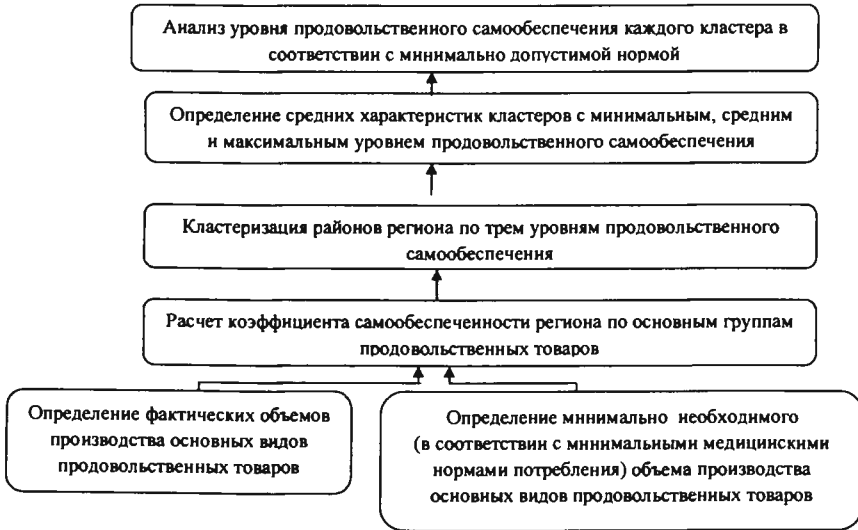 Анализ уровня продовольственного самообеспечения каждого кластера в
соответствии с минимально допустимой нормой
Определение средних характеристик кластеров с минимальным, средним
и максимальным уровнем продовольственного самообеспечения
Кластеризация районов региона по трем уровням продовольственного
самообеспечения
Расчет коэффициента самообеспеченности региона по основным группам
продовольственных товаров
Определение фактических объемов
производства основных видов
продовольственных товаров
Определение минимально необходимого
(в соответствии с минимальными медицинскими
нормами потребления) объема производства
основных видов продовольственных товаров